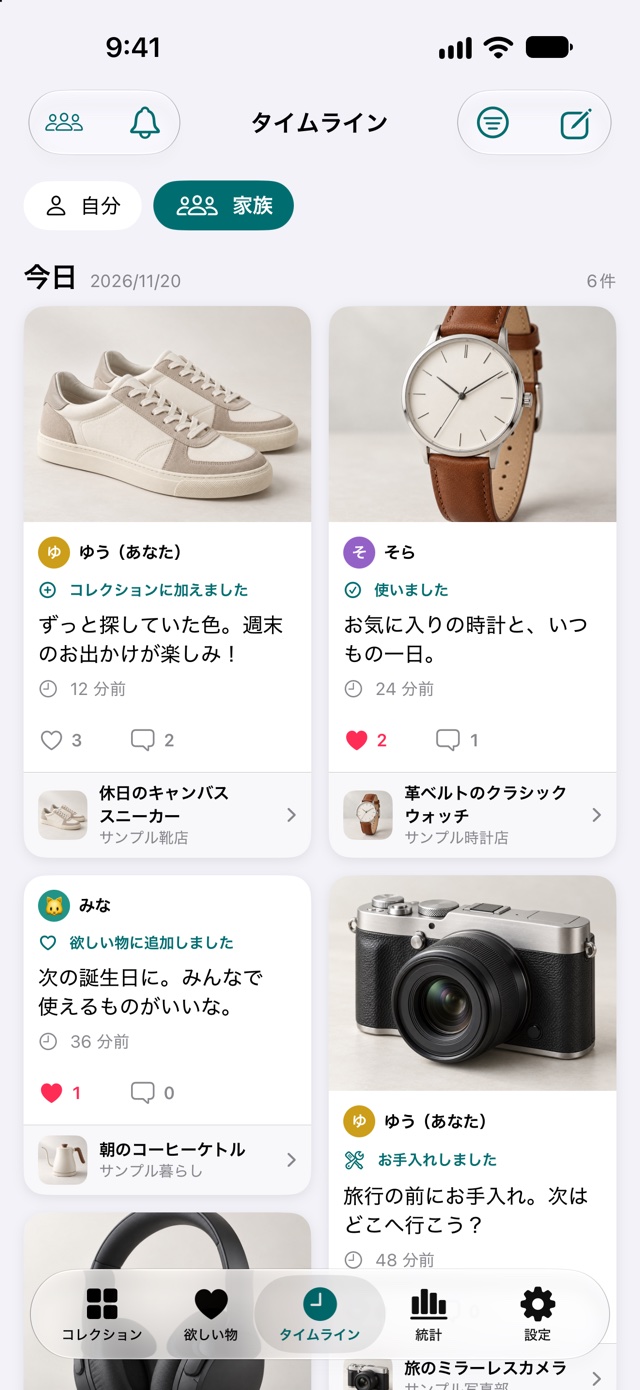 9:41
タイムライン
自分
家族
今日 2026/11/20
6件
ゆ ゆう（あなた）
コレクションに加えました
ずっと探していた色。週末
のお出かけが楽しみ！
12 分前
3 2
休日のキャンバス
スニーカー
サンプル靴店
そ そら
使いました
お気に入りの時計と、いつ
もの一日。
24 分前
2 1
革ベルトのクラシック
ウォッチ
サンプル時計店
みな
欲しい物に追加しました
次の誕生日に。みんなで
使えるものがいいな。
36 分前
1 0
朝のコーヒーケトル
サンプル暮らし
ゆ ゆう（あなた）
お手入れしました
旅行の前にお手入れ。次は
どこへ行こう？
48 分前
旅のミラーレスカメラ
サンプル写真部
コレクション
欲しい物
タイムライン
統計
設定